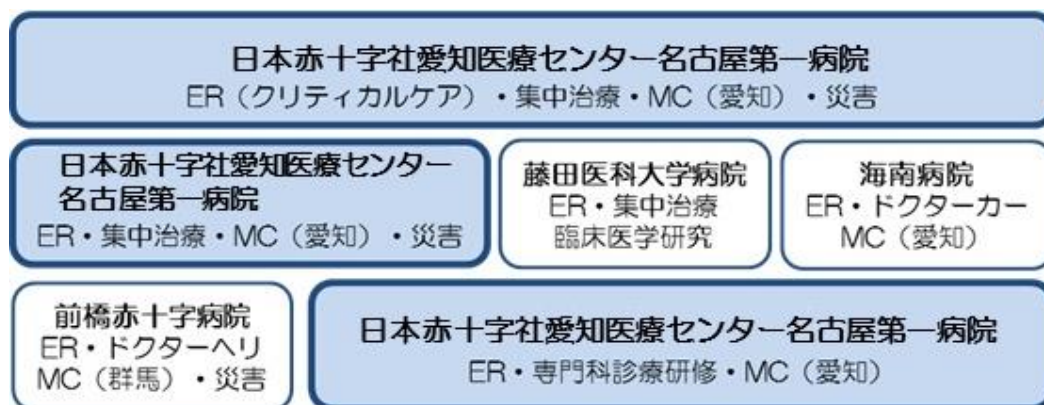 日本赤十字社愛知医療センター名古屋第一病院
ER（クリティカルケア）・集中治療・MC（愛知）・災害
日本赤十字社愛知医療センター
名古屋第一病院
ER・集中治療・MC（愛知）・災害
藤田医科大学病院
ER・集中治療
臨床医学研究
海南病院
ER・ドクターカー
MC（愛知）
前橋赤十字病院
ER・ドクターヘリ
MC（群馬）・災害
日本赤十字社愛知医療センター名古屋第一病院
ER・専門科診療研修・MC（愛知）